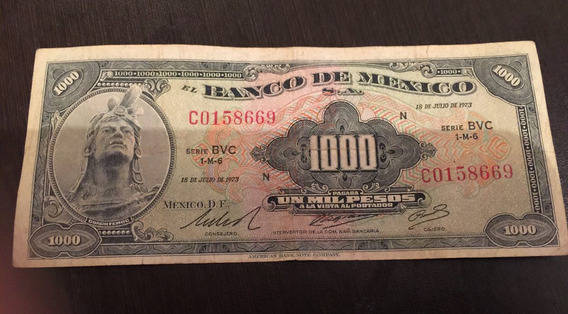 1000
1000·1000·1000·1000·1000·1000
1000
EL BANCO DE MEXICO
S.A.
18 DE JULIO DE 1973
C0158669
N
SERIE BVC
1-M-6
SERIE BVC
1-M-6
1000
C0158669
18 DE JULIO DE 1973
N
PAGARA
UN MIL PESOS
A LA VISTA AL PORTADOR
MEXICO, D.F.
CUAUHTEMOC
CONSEJERO
INTERVENTOR DE LA COM. NAL. BANCARIA
CAJERO
1000
1000
AMERICAN BANK NOTE COMPANY.